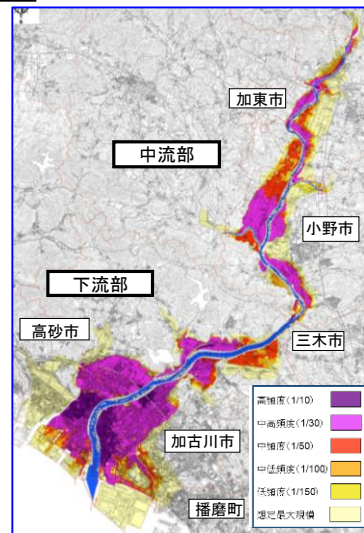 加東市
中流部
小野市
下流部
高砂市
三木市
加古川市
播磨町
高頻度(1/10)
中高頻度(1/30)
中頻度(1/50)
中低頻度(1/100)
低頻度(1/150)
想定最大規模